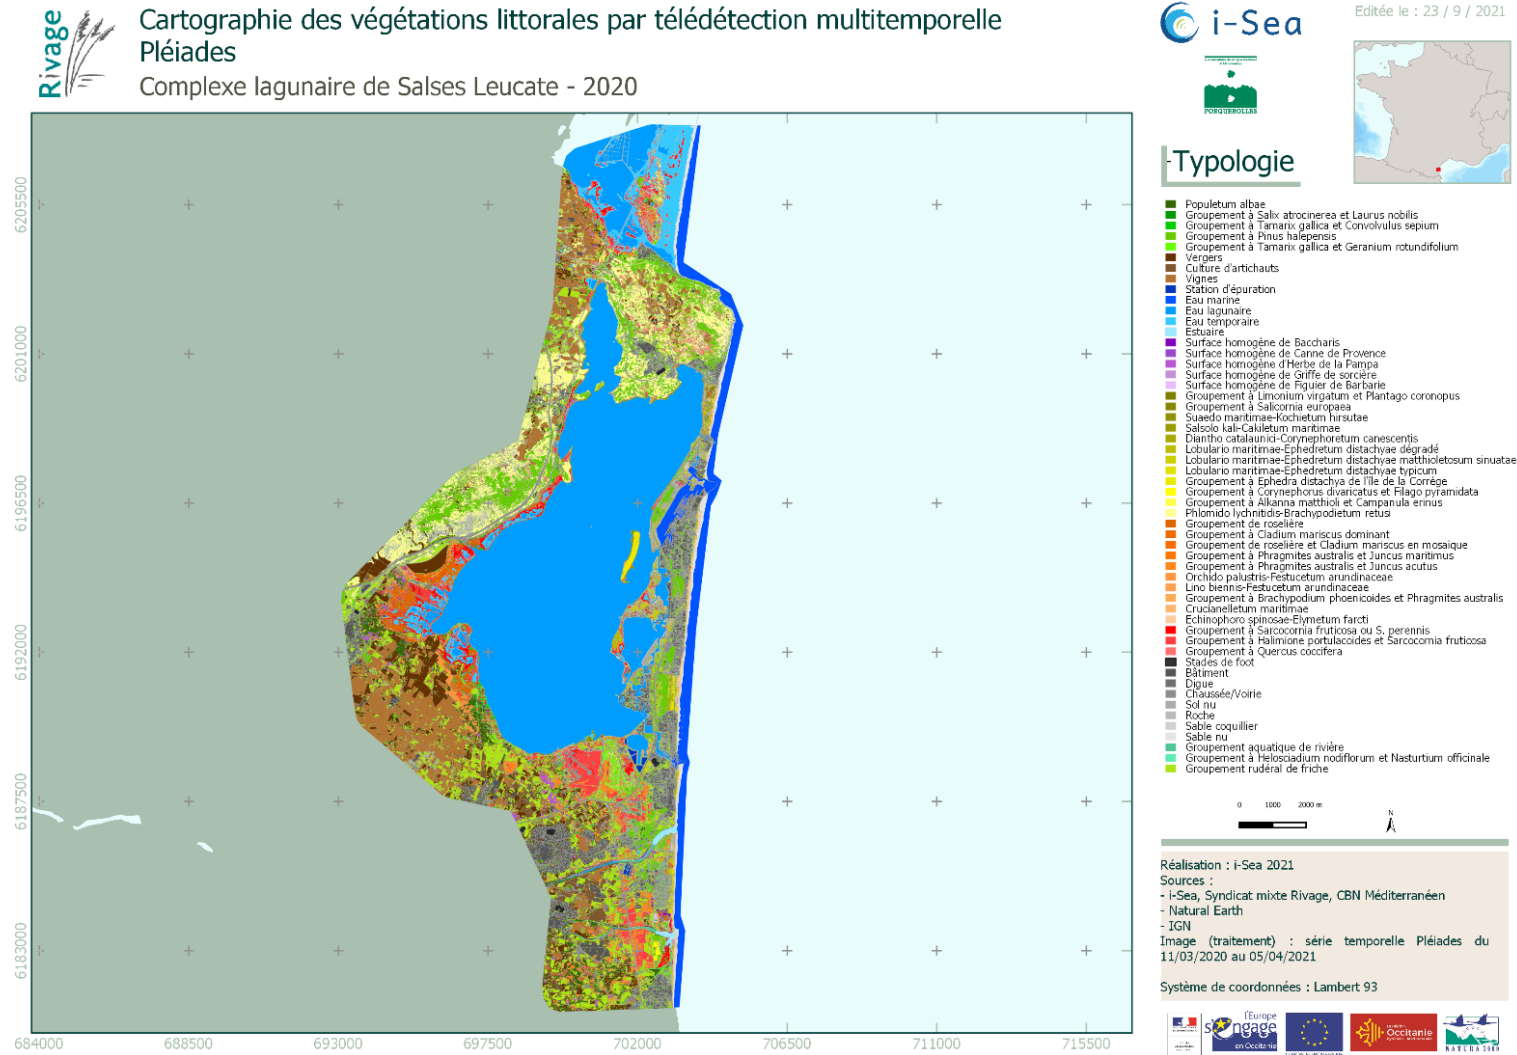 Rivage
Cartographie des végétations littorales par télédétection multitemporelle
Pléiades
Complexe lagunaire de Salses Leucate - 2020
i-Sea
Editée le : 23 / 9 / 2021
PORQUEROLLES
Typologie
Populetum albae
Groupement à Salix atrocinerea et Laurus nobilis
Groupement à Tamarix gallica et Convolvulus sepium
Groupement à Pinus halepensis
Groupement à Tamarix gallica et Geranium rotundifolium
Vergers
Culture d'artichauts
Vignes
Station d'épuration
Eau marine
Eau lagunaire
Eau temporaire
Estuaire
Surface homogène de Baccharis
Surface homogène de Canne de Provence
Surface homogène d'Herbe de la Pampa
Surface homogène de Griffe de sorcière
Surface homogène de Figuier de Barbarie
Groupement à Limonium virgatum et Plantago coronopus
Groupement à Salicornia europaea
Suaedo maritimae-Kochietum hirsutae
Salsolo kali-Cakiletum maritimae
Diantho catalaunici-Corynephoretum canescentis
Lobulario maritimae-Ephedretum distachyae dégradé
Lobulario maritimae-Ephedretum distachyae matthioletosum sinuatae
Lobulario maritimae-Ephedretum distachyae typicum
Groupement à Ephedra distachya de l'île de la Corrège
Groupement à Corynephorus divaricatus et Filago pyramidata
Groupement à Alkanna matthioli et Campanula erinus
Phlomido lychnitidis-Brachypodietum retusi
Groupement de roselière
Groupement à Cladium mariscus dominant
Groupement de roselière et Cladium mariscus en mosaïque
Groupement à Phragmites australis et Juncus maritimus
Groupement à Phragmites australis et Juncus acutus
Orchido palustris-Festucetum arundinaceae
Lino biennis-Festucetum arundinaceae
Groupement à Brachypodium phoenicoides et Phragmites australis
Crucianelletum maritimae
Echinophoro spinosae-Elymetum farcti
Groupement à Sarcocornia fruticosa ou S. perennis
Groupement à Halimione portulacoides et Sarcocornia fruticosa
Groupement à Quercus coccifera
Stades de foot
Bâtiment
Digue
Chaussée/Voirie
Sol nu
Roche
Sable coquillier
Sable nu
Groupement aquatique de rivière
Groupement à Helosciadium nodiflorum et Nasturtium officinale
Groupement rudéral de friche
0 1000 2000 m
N
Réalisation : i-Sea 2021
Sources :
- i-Sea, Syndicat mixte Rivage, CBN Méditerranéen
- Natural Earth
- IGN
Image (traitement) : série temporelle Pléiades du
11/03/2020 au 05/04/2021
Système de coordonnées : Lambert 93
l'Europe
s'engage
en Occitanie
Occitanie
NATURA 2000
6205500
6201000
6196500
6192000
6187500
6183000
684000 688500 693000 697500 702000 706500 711000 715500